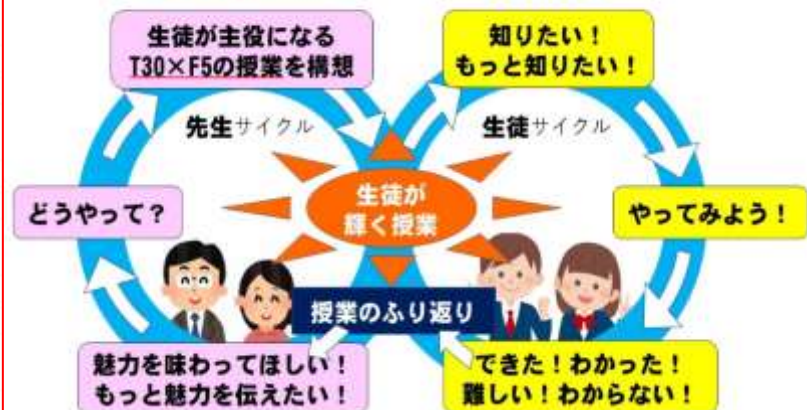 生徒が主役になる
T30×F5の授業を構想
知りたい！
もっと知りたい！
先生サイクル
生徒サイクル
どうやって？
生徒が
輝く授業
やってみよう！
授業のふり返り
魅力を味わってほしい！
もっと魅力を伝えたい！
できた！わかった！
難しい！わからない！